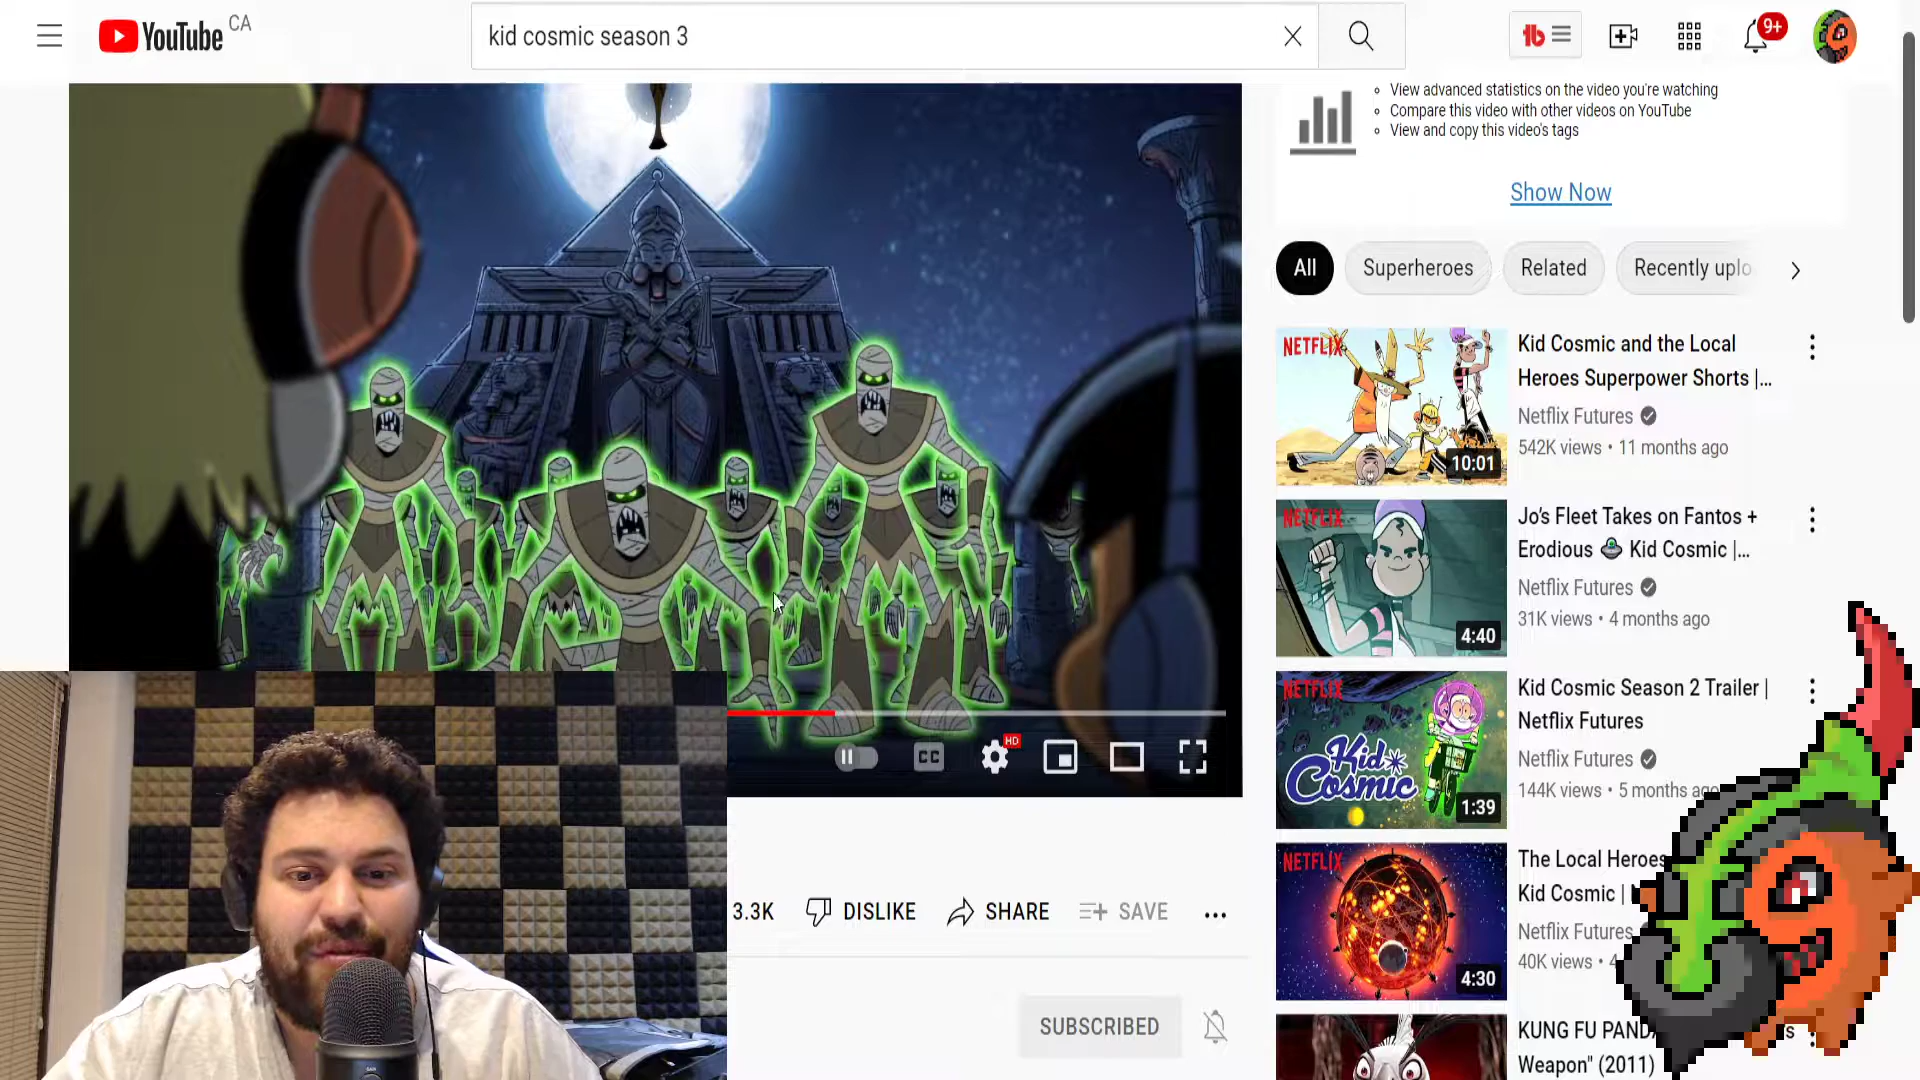 YouTube CA
kid cosmic season 3
9+
View advanced statistics on the video you're watching
Compare this video with other videos on YouTube
View and copy this video's tags
Show Now
All
Superheroes
Related
Recently uplo
NETFLIX
10:01
Kid Cosmic and the Local
Heroes Superpower Shorts |...
Netflix Futures
542K views • 11 months ago
NETFLIX
4:40
Jo's Fleet Takes on Fantos +
Erodious 🛸 Kid Cosmic |...
Netflix Futures
31K views • 4 months ago
NETFLIX
Kid
Cosmic
1:39
Kid Cosmic Season 2 Trailer |
Netflix Futures
Netflix Futures
144K views • 5 months ago
NETFLIX
4:30
The Local Heroes
Kid Cosmic |
Netflix Futures
40K views • 4
KUNG FU PANDA
s
Weapon" (2011)
HD
CC
3.3K
DISLIKE
SHARE
SAVE
SUBSCRIBED